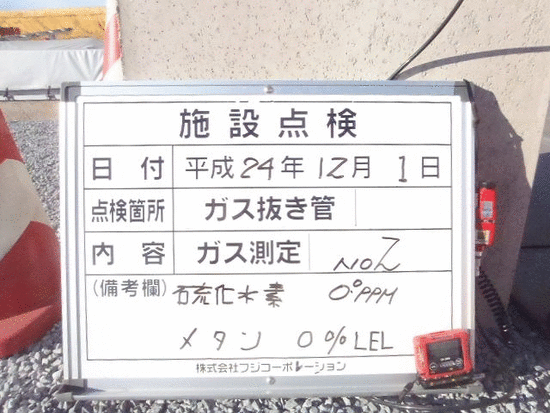 施設点検
日付 平成24年12月1日
点検箇所 ガス抜き管
内容 ガス測定 NO2
(備考欄) 硫化水素 0.0PPM
メタン 0%LEL
株式会社フジコーポレーション